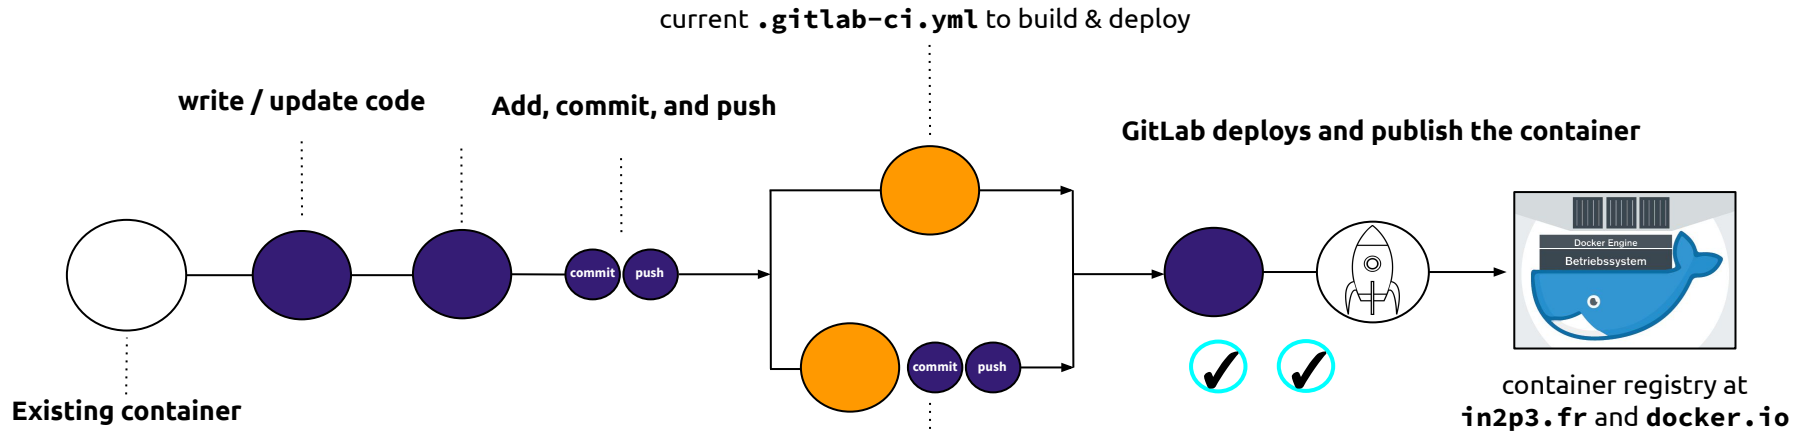 current .gitlab-ci.yml to build & deploy
write / update code
Add, commit, and push
GitLab deploys and publish the container
commit
push
Docker Engine
Betriebssystem
commit
push
Existing container
container registry at
in2p3.fr and docker.io